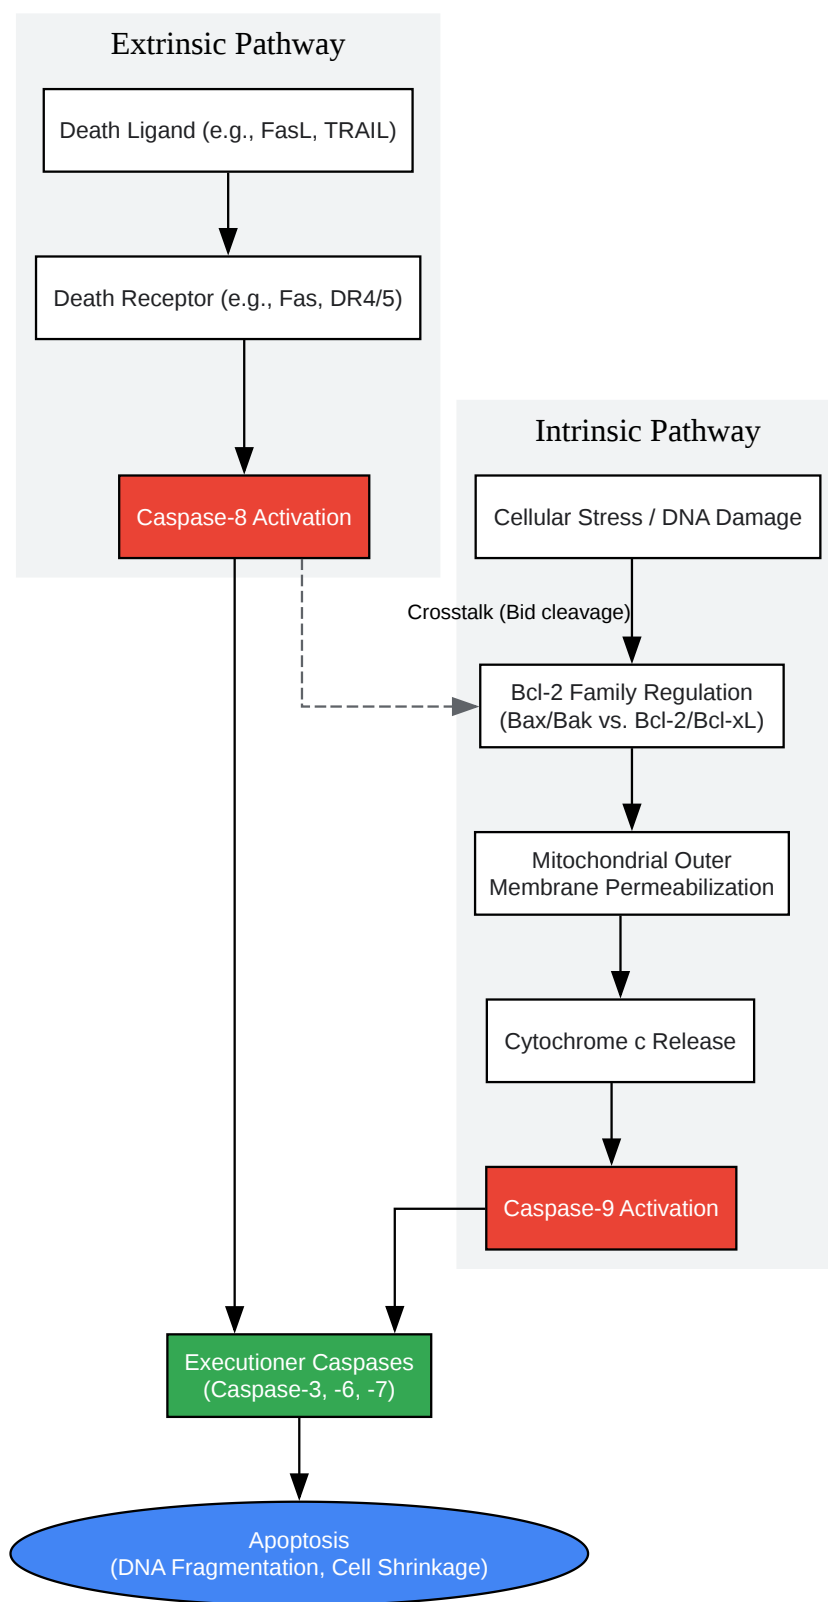 Extrinsic Pathway
Death Ligand (e.g., FasL, TRAIL)
Death Receptor (e.g., Fas, DR4/5)
Caspase-8 Activation
Intrinsic Pathway
Cellular Stress / DNA Damage
Crosstalk (Bid cleavage)
Bcl-2 Family Regulation
(Bax/Bak vs. Bcl-2/Bcl-xL)
Mitochondrial Outer
Membrane Permeabilization
Cytochrome c Release
Caspase-9 Activation
Executioner Caspases
(Caspase-3, -6, -7)
Apoptosis
(DNA Fragmentation, Cell Shrinkage)